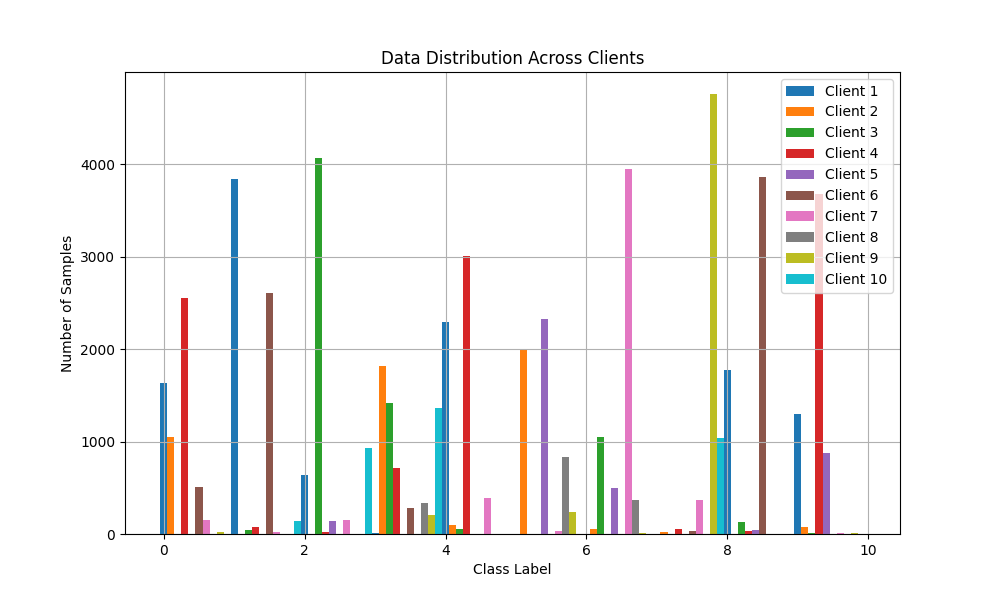 Data Distribution Across Clients
Number of Samples
4000
3000
2000
1000
0
0 2 4 6 8 10
Class Label
Client 1
Client 2
Client 3
Client 4
Client 5
Client 6
Client 7
Client 8
Client 9
Client 10